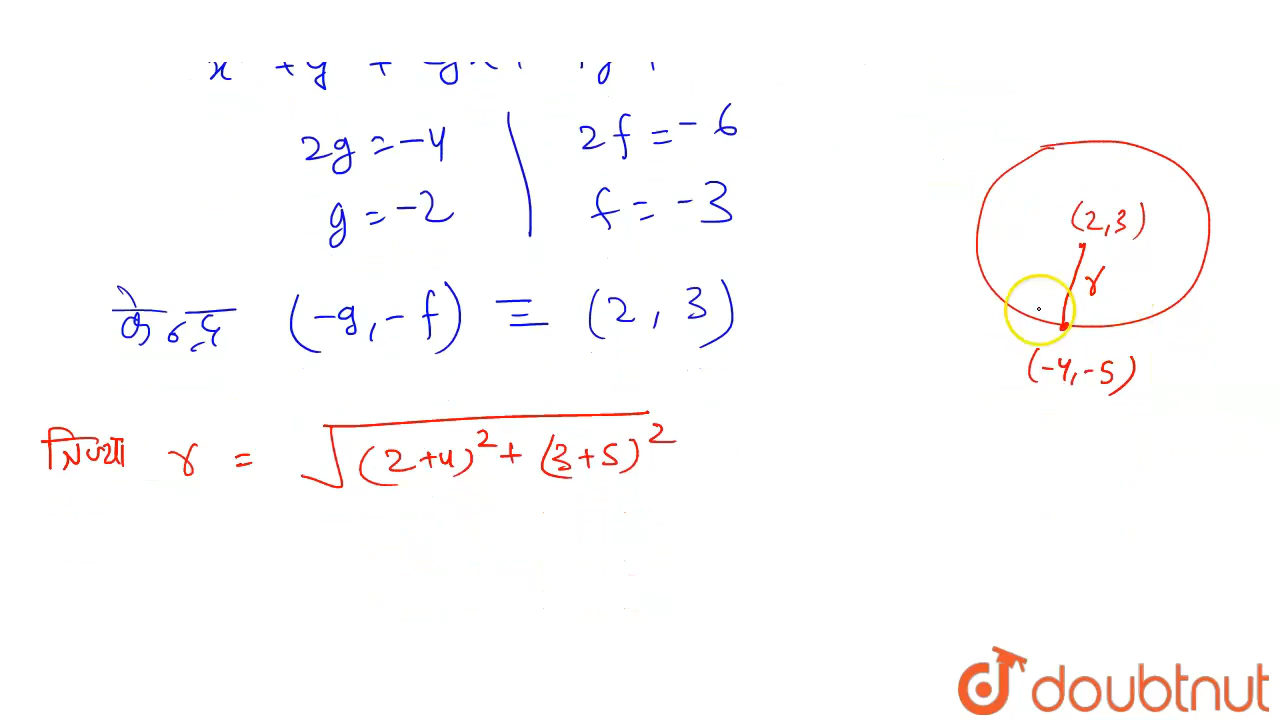 2g = -4 | 2f = -6
g = -2 | f = -3
केन्द्र (-g, -f) ≡ (2, 3)
त्रिज्या r = √(2+4)² + (3+5)²
(2,3)
r
(-4,-5)
doubtnut